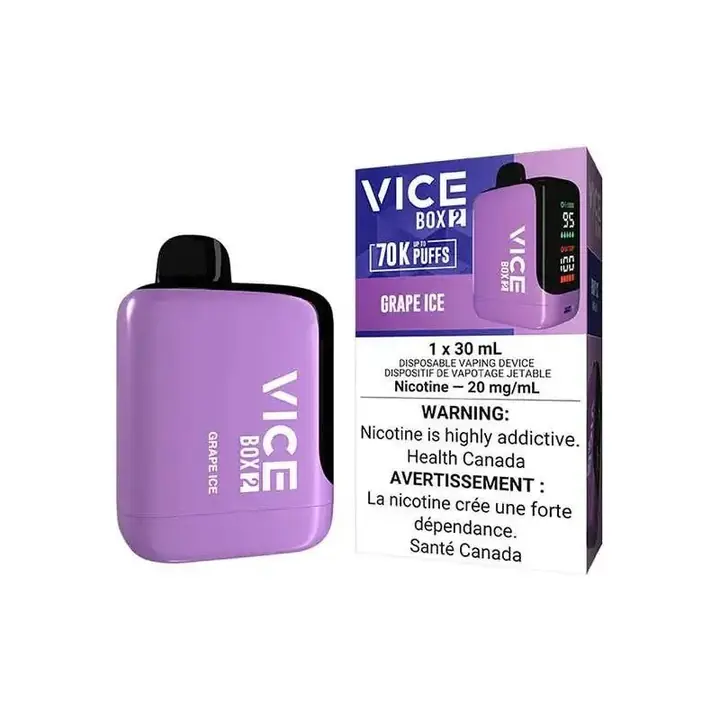 VICE
BOX 2
GRAPE ICE
VICE
BOX 2
70K UP TO PUFFS
GRAPE ICE
VICE
BOX 2
95
100
1 x 30 mL
DISPOSABLE VAPING DEVICE
DISPOSITIF DE VAPOTAGE JETABLE
Nicotine — 20 mg/mL
WARNING:
Nicotine is highly addictive.
Health Canada
AVERTISSEMENT :
La nicotine crée une forte
dépendance.
Santé Canada